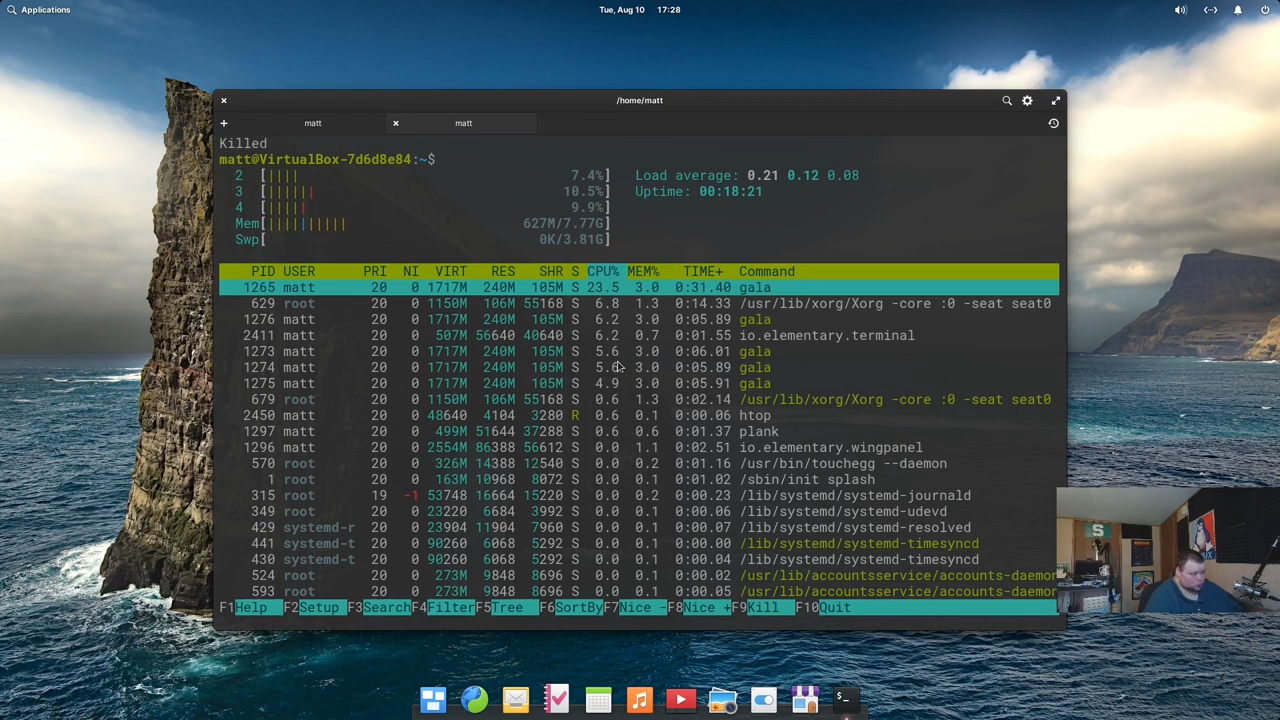 Applications
Tue, Aug 10 17:28
/home/matt
+ matt × matt
Killed
matt@VirtualBox-7d6d8e84:~$
2 [|||| 7.4%] Load average: 0.21 0.12 0.08
3 [|||||| 10.5%] Uptime: 00:18:21
4 [||||| 9.9%]
Mem[|||||||||| 627M/7.77G]
Swp[ 0K/3.81G]
PID USER PRI NI VIRT RES SHR S CPU% MEM% TIME+ Command
1265 matt 20 0 1717M 240M 105M S 23.5 3.0 0:31.40 gala
629 root 20 0 1150M 106M 55168 S 6.8 1.3 0:14.33 /usr/lib/xorg/Xorg -core :0 -seat seat0
1276 matt 20 0 1717M 240M 105M S 6.2 3.0 0:05.89 gala
2411 matt 20 0 507M 56640 40640 S 6.2 0.7 0:01.55 io.elementary.terminal
1273 matt 20 0 1717M 240M 105M S 5.6 3.0 0:06.01 gala
1274 matt 20 0 1717M 240M 105M S 5.6 3.0 0:05.89 gala
1275 matt 20 0 1717M 240M 105M S 4.9 3.0 0:05.91 gala
679 root 20 0 1150M 106M 55168 S 0.6 1.3 0:02.14 /usr/lib/xorg/Xorg -core :0 -seat seat0
2450 matt 20 0 48640 4104 3280 R 0.6 0.1 0:00.06 htop
1297 matt 20 0 499M 51644 37288 S 0.6 0.6 0:01.37 plank
1296 matt 20 0 2554M 86388 56612 S 0.0 1.1 0:02.51 io.elementary.wingpanel
570 root 20 0 326M 14388 12540 S 0.0 0.2 0:01.16 /usr/bin/touchegg --daemon
1 root 20 0 163M 10968 8072 S 0.0 0.1 0:01.02 /sbin/init splash
315 root 19 -1 53748 16664 15220 S 0.0 0.2 0:00.23 /lib/systemd/systemd-journald
349 root 20 0 23220 6684 3992 S 0.0 0.1 0:00.06 /lib/systemd/systemd-udevd
429 systemd-r 20 0 23904 11904 7960 S 0.0 0.1 0:00.07 /lib/systemd/systemd-resolved
441 systemd-t 20 0 90260 6068 5292 S 0.0 0.1 0:00.00 /lib/systemd/systemd-timesyncd
430 systemd-t 20 0 90260 6068 5292 S 0.0 0.1 0:00.04 /lib/systemd/systemd-timesyncd
524 root 20 0 273M 9848 8696 S 0.0 0.1 0:00.02 /usr/lib/accountsservice/accounts-daemon
593 root 20 0 273M 9848 8696 S 0.0 0.1 0:00.05 /usr/lib/accountsservice/accounts-daemon
F1Help F2Setup F3SearchF4FilterF5Tree F6SortByF7Nice -F8Nice +F9Kill F10Quit
S
$_